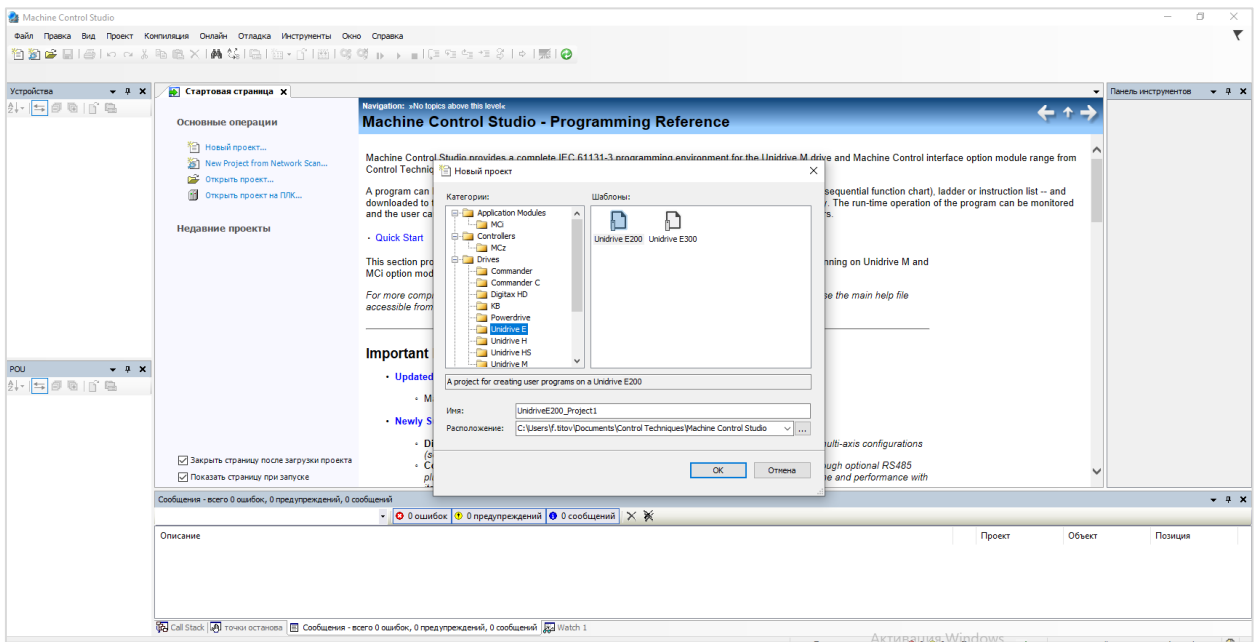 Machine Control Studio
Файл Правка Вид Проект Компиляция Онлайн Отладка Инструменты Окно Справка
Устройства
Стартовая страница
Панель инструментов
Основные операции
Новый проект...
New Project from Network Scan...
Открыть проект...
Открыть проект на ПЛК...
Недавние проекты
Закрыть страницу после загрузки проекта
Показать страницу при запуске
POU
Navigation: »No topics above this level«
Machine Control Studio - Programming Reference
Machine Control Studio provides a complete IEC 61131-3 programming environment for the Unidrive M drive and Machine Control interface option module range from
Control Techniq
A program can sequential function chart), ladder or instruction list -- and
downloaded to The run-time operation of the program can be monitored
and the user ca rs.
· Quick Start
This section pro nning on Unidrive M and
MCi option mod
For more compl se the main help file
accessible from
Important
• Updated
• Newly S
Di ulti-axis configurations
(s
Ce ugh optional RS485
pl e and performance with
Новый проект
Категории:
Шаблоны:
Application Modules
MCi
Controllers
MCz
Drives
Commander
Commander C
Digitax HD
KB
Powerdrive
Unidrive E
Unidrive H
Unidrive HS
Unidrive M
Unidrive E200 Unidrive E300
A project for creating user programs on a Unidrive E200
Имя: UnidriveE200_Project1
Расположение: C:\Users\f.titov\Documents\Control Techniques\Machine Control Studio ...
OK Отмена
Сообщения - всего 0 ошибок, 0 предупреждений, 0 сообщений
0 ошибок 0 предупреждений 0 сообщений
Описание Проект Объект Позиция
Call Stack точки останова Сообщения - всего 0 ошибок, 0 предупреждений, 0 сообщений Watch 1
Активация Windows